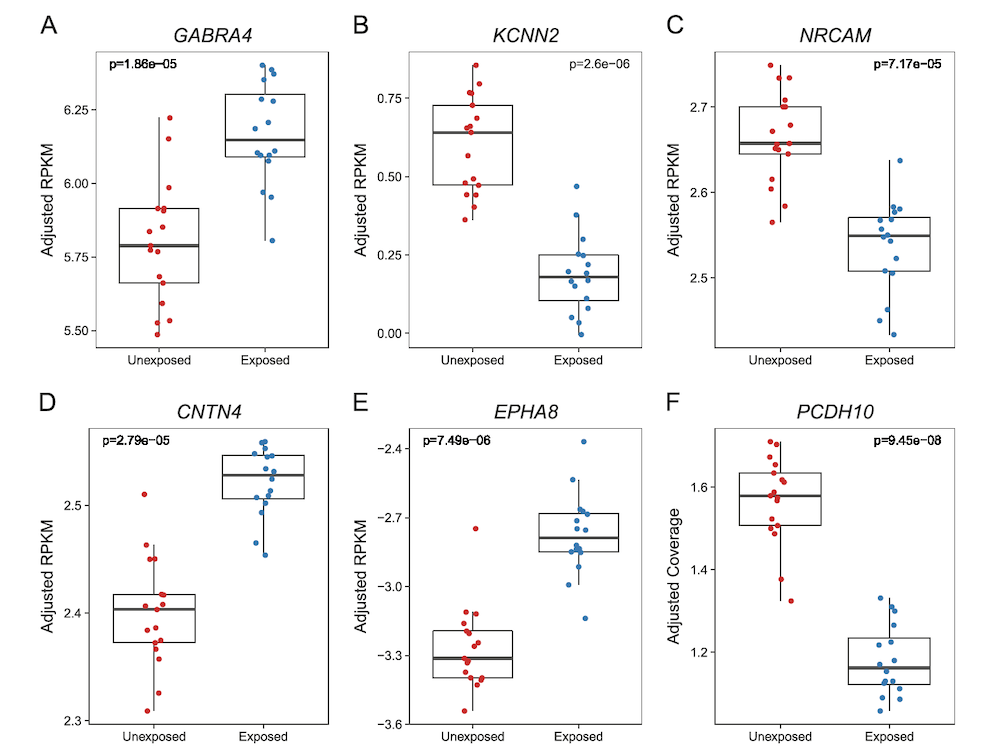 A
GABRA4
p=1.86e−05
Adjusted RPKM
6.25
6.00
5.75
5.50
Unexposed
Exposed
B
KCNN2
p=2.6e−06
Adjusted RPKM
0.75
0.50
0.25
0.00
Unexposed
Exposed
C
NRCAM
p=7.17e−05
Adjusted RPKM
2.7
2.6
2.5
Unexposed
Exposed
D
CNTN4
p=2.79e−05
Adjusted RPKM
2.5
2.4
2.3
Unexposed
Exposed
E
EPHA8
p=7.49e−06
Adjusted RPKM
−2.4
−2.7
−3.0
−3.3
−3.6
Unexposed
Exposed
F
PCDH10
p=9.45e−08
Adjusted Coverage
1.6
1.4
1.2
Unexposed
Exposed